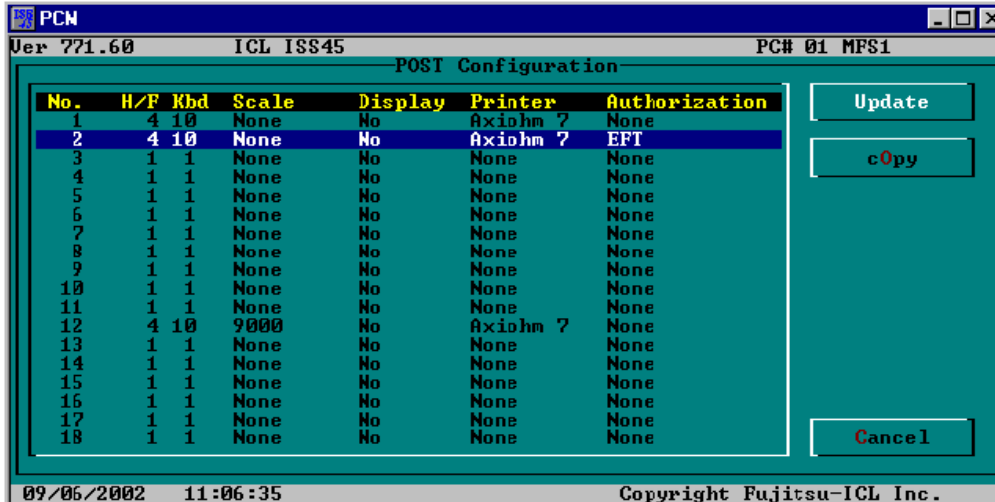 PCN
Ver 771.60 ICL ISS45 PC# 01 MFS1
POST Configuration
No. H/F Kbd Scale Display Printer Authorization
1 4 10 None No Axiohm 7 None
2 4 10 None No Axiohm 7 EFT
3 1 1 None No None None
4 1 1 None No None None
5 1 1 None No None None
6 1 1 None No None None
7 1 1 None No None None
8 1 1 None No None None
9 1 1 None No None None
10 1 1 None No None None
11 1 1 None No None None
12 4 10 9000 No Axiohm 7 None
13 1 1 None No None None
14 1 1 None No None None
15 1 1 None No None None
16 1 1 None No None None
17 1 1 None No None None
18 1 1 None No None None
Update
cOpy
Cancel
09/06/2002 11:06:35 Copyright Fujitsu-ICL Inc.